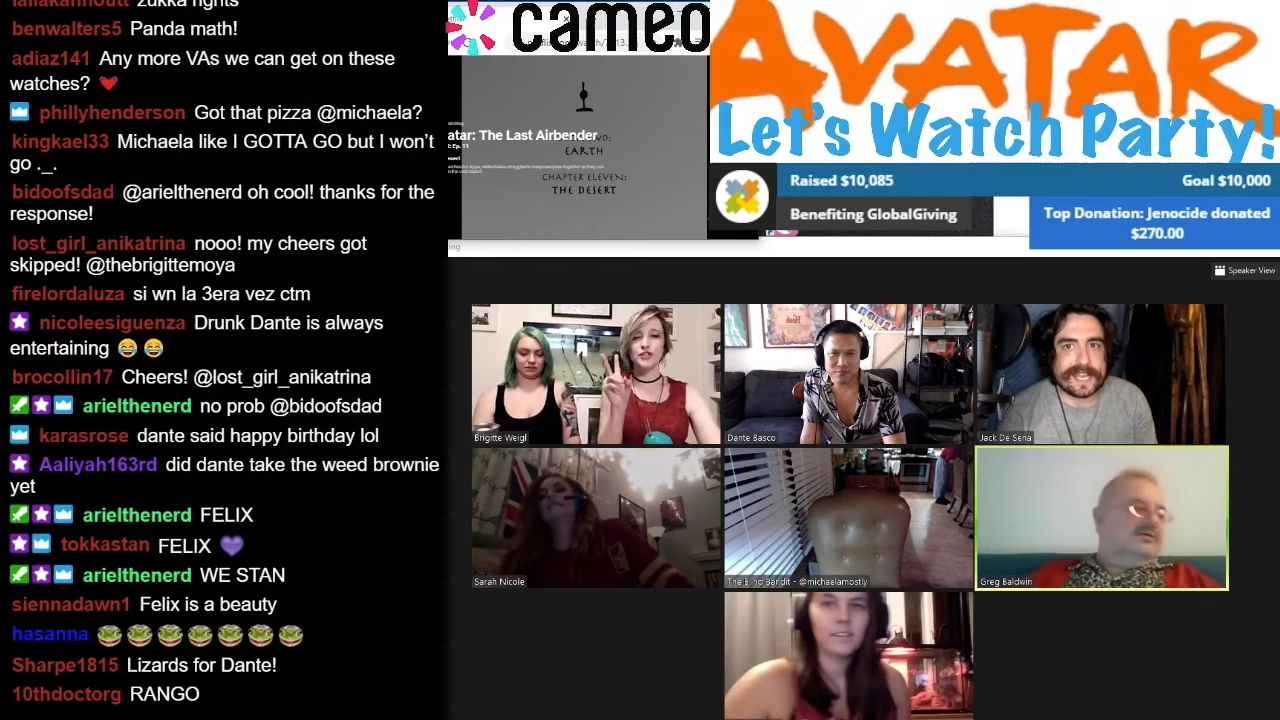 benwalters5 Panda math!
adiaz141 Any more VAs we can get on these
watches?
phillyhenderson Got that pizza @michaela?
kingkael33 Michaela like I GOTTA GO but I won't
go ._.
bidoofsdad @arielthenerd oh cool! thanks for the
response!
lost_girl_anikatrina nooo! my cheers got
skipped! @thebrigittemoya
firelordaluza si wn la 3era vez ctm
nicoleesiguenza Drunk Dante is always
entertaining 😂 😂
brocollin17 Cheers! @lost_girl_anikatrina
arielthenerd no prob @bidoofsdad
karasrose dante said happy birthday lol
Aaliyah163rd did dante take the weed brownie
yet
arielthenerd FELIX
tokkastan FELIX 💜
arielthenerd WE STAN
siennadawn1 Felix is a beauty
hasanna
Sharpe1815 Lizards for Dante!
10thdoctorg RANGO
cameo
atar: The Last Airbender
EARTH
CHAPTER ELEVEN:
THE DESERT
AVATAR
Let's Watch Party!
Raised $10,085
Goal $10,000
Benefiting GlobalGiving
Top Donation: Jenocide donated
$270.00
Speaker View
Brigitte Weigl
Dante Basco
Jack De Sena
Sarah Nicole
The Blind Bandit - @michaelamostly
Greg Baldwin